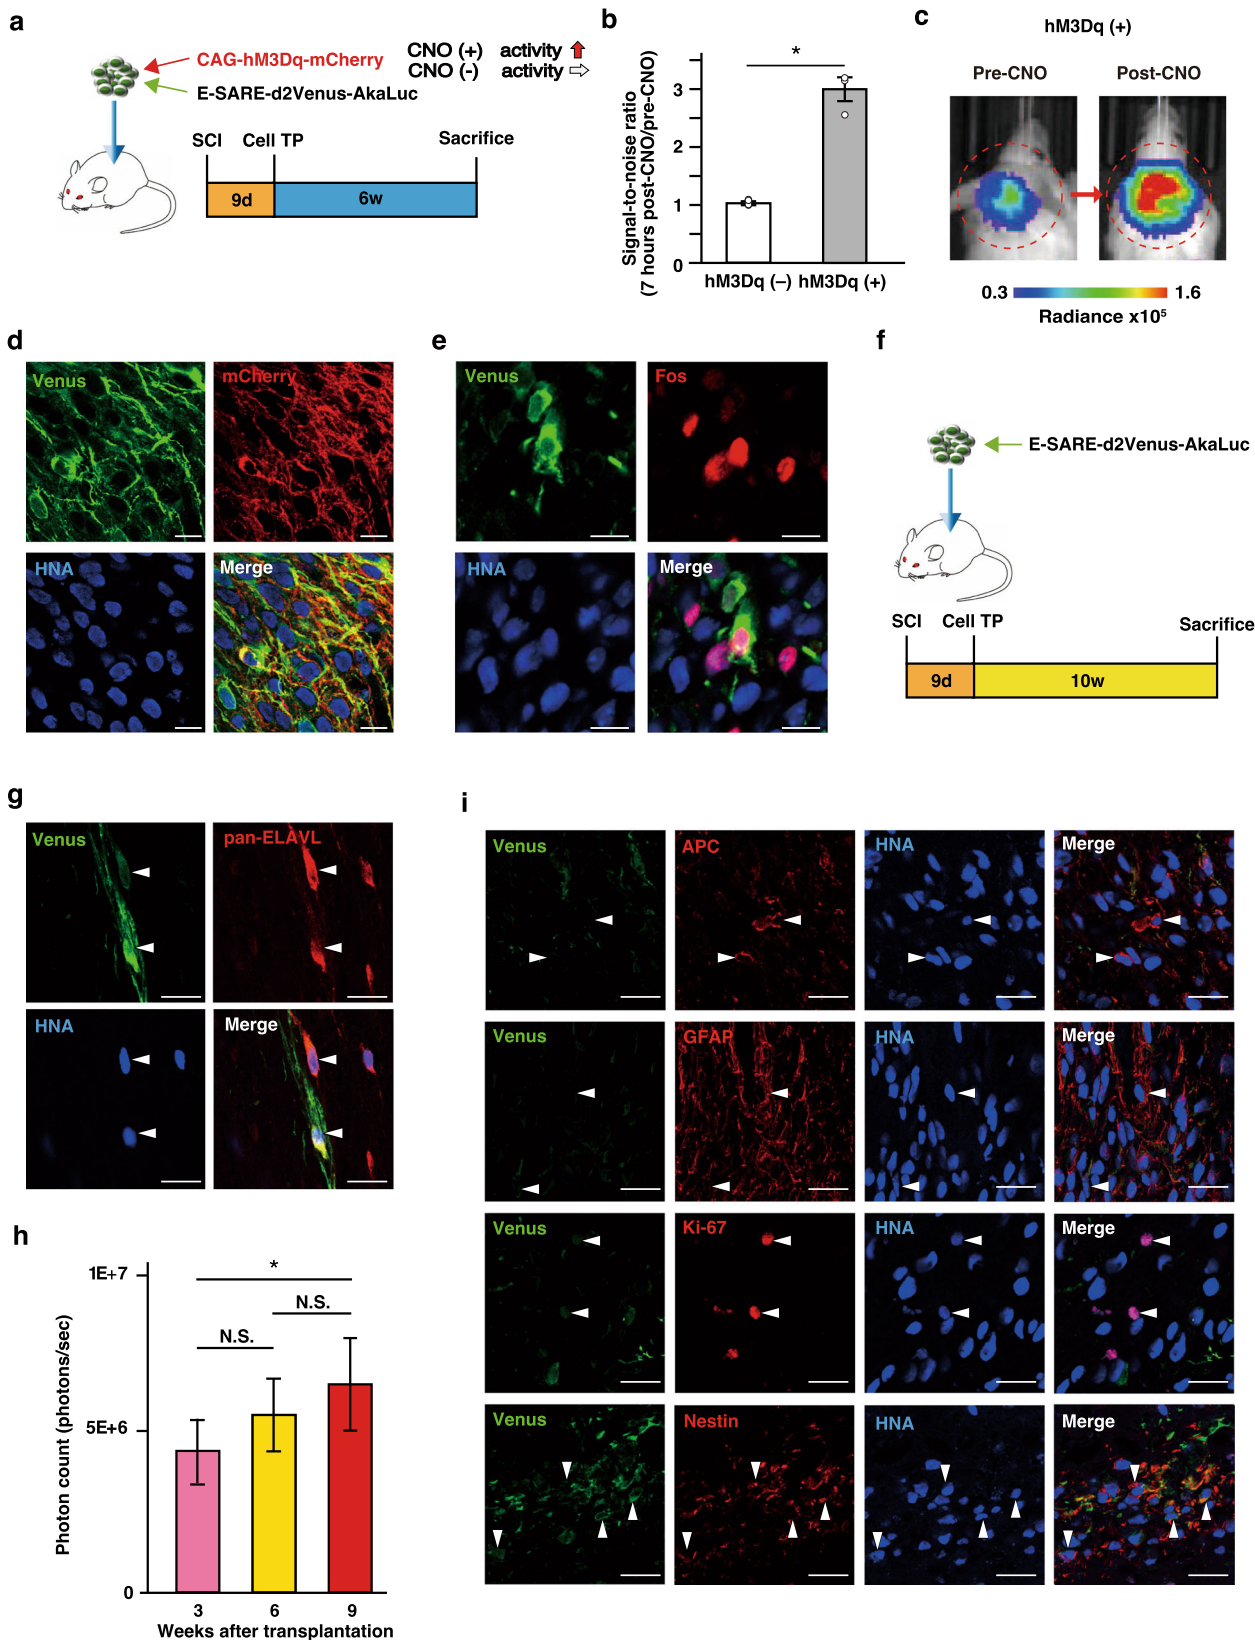 a
CAG-hM3Dq-mCherry
E-SARE-d2Venus-AkaLuc
CNO (+) activity
CNO (-) activity
SCI Cell TP Sacrifice
9d 6w
b
Signal-to-noise ratio
(7 hours post-CNO/pre-CNO)
*
3
2
1
0
hM3Dq (–) hM3Dq (+)
c
hM3Dq (+)
Pre-CNO Post-CNO
0.3 1.6
Radiance x10⁵
d
Venus mCherry
HNA Merge
e
Venus Fos
HNA Merge
f
E-SARE-d2Venus-AkaLuc
SCI Cell TP Sacrifice
9d 10w
g
Venus pan-ELAVL
HNA Merge
h
Photon count (photons/sec)
1E+7
5E+6
0
*
N.S.
N.S.
3 6 9
Weeks after transplantation
i
Venus APC HNA Merge
Venus GFAP HNA Merge
Venus Ki-67 HNA Merge
Venus Nestin HNA Merge